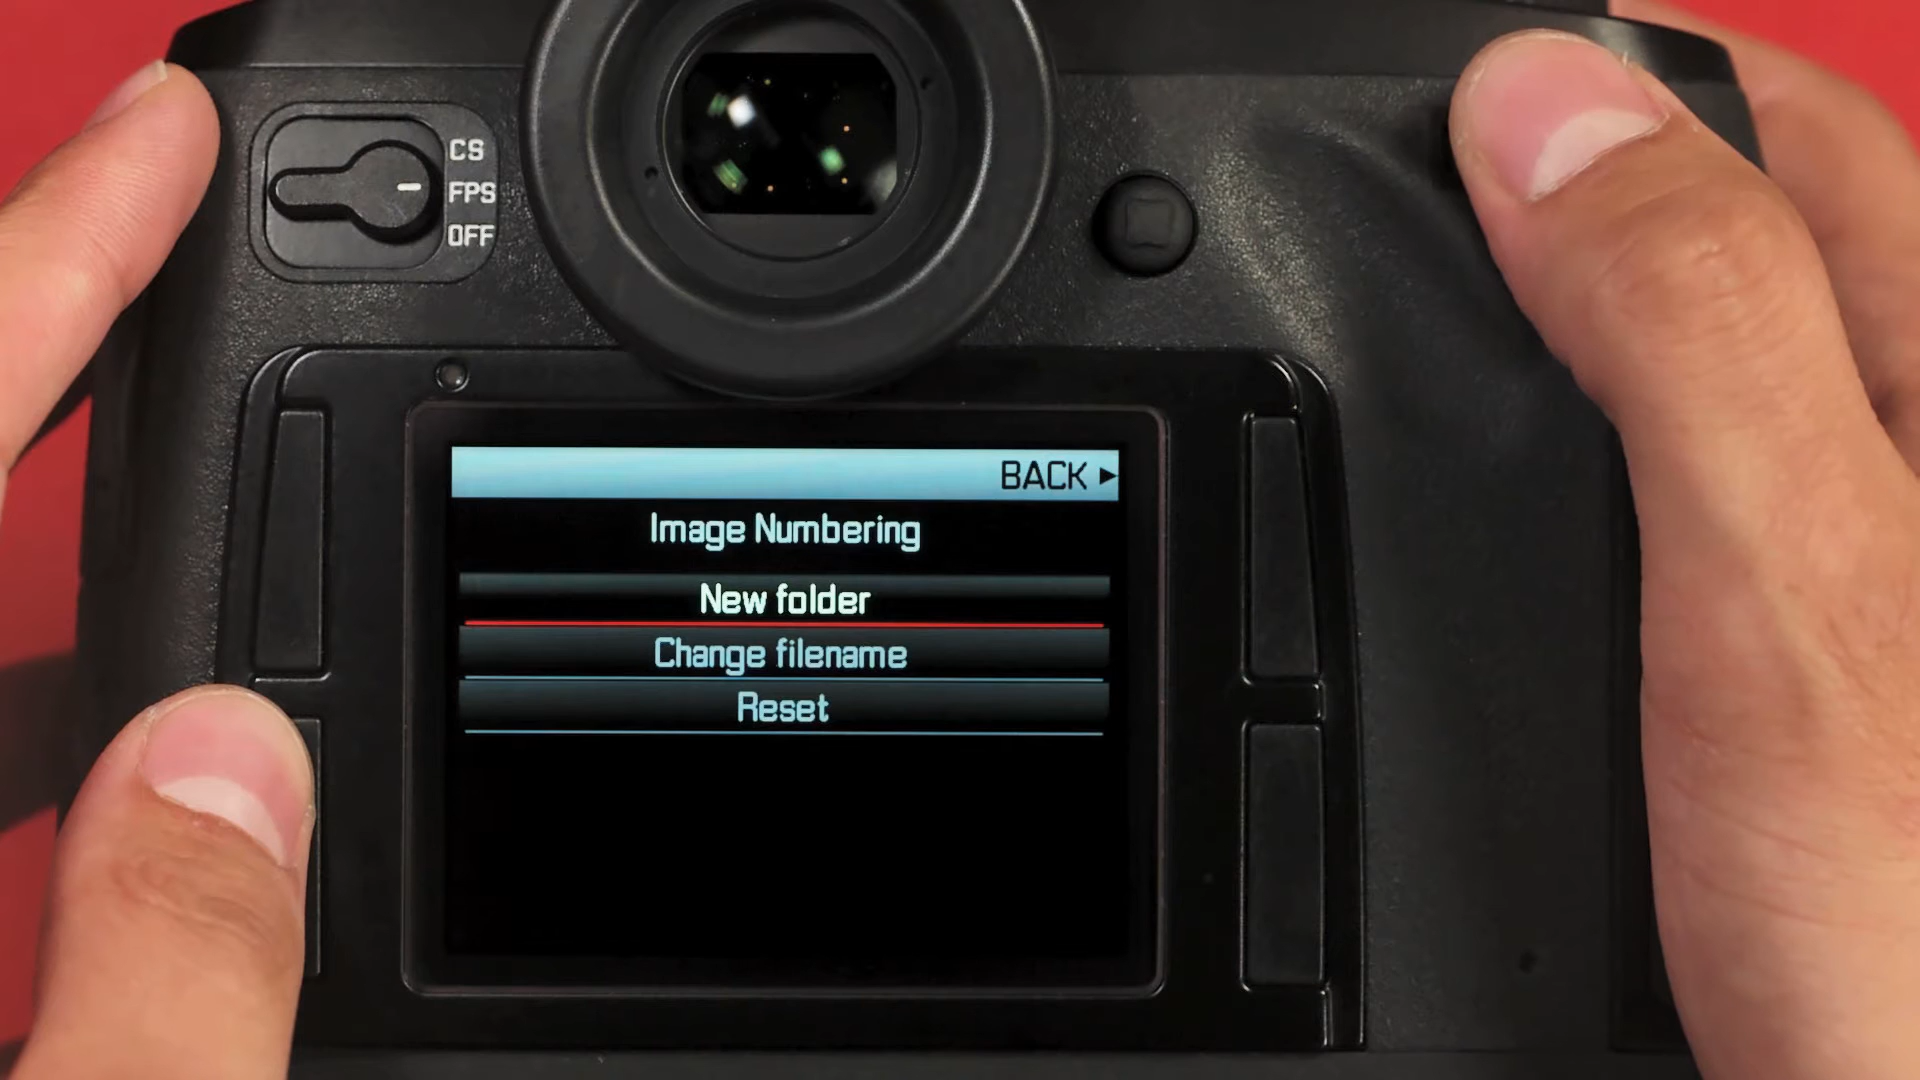 CS
FPS
OFF
BACK ▶
Image Numbering
New folder
Change filename
Reset